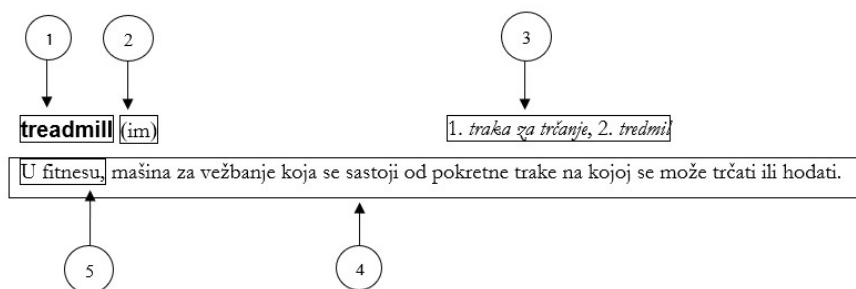 1 2 3
treadmill (im) 1. traka za trčanje, 2. tredmil
U fitnesu, mašina za vežbanje koja se sastoji od pokretne trake na kojoj se može trčati ili hodati.
5 4